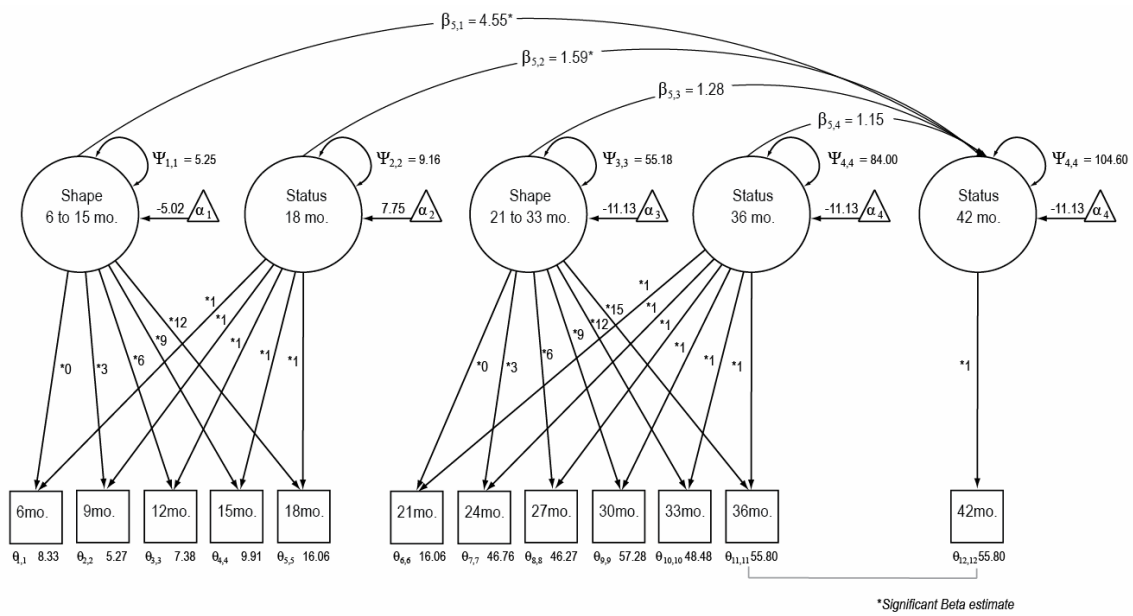 β5,1 = 4.55*
β5,2 = 1.59*
β5,3 = 1.28
β5,4 = 1.15
Ψ1,1 = 5.25
Ψ2,2 = 9.16
Ψ3,3 = 55.18
Ψ4,4 = 84.00
Ψ4,4 = 104.60
Shape
6 to 15 mo.
-5.02 α1
Status
18 mo.
7.75 α2
Shape
21 to 33 mo.
-11.13 α3
Status
36 mo.
-11.13 α4
Status
42 mo.
-11.13 α4
*0 *3 *6 *9 *12
*1 *1 *1 *1 *1
*0 *3 *6 *9 *12 *15
*1 *1 *1 *1 *1 *1
*1
6mo. 9mo. 12mo. 15mo. 18mo. 21mo. 24mo. 27mo. 30mo. 33mo. 36mo. 42mo.
θ1,1 8.33 θ2,2 5.27 θ3,3 7.38 θ4,4 9.91 θ5,5 16.06 θ6,6 16.06 θ7,7 46.76 θ8,8 46.27 θ9,9 57.28 θ10,10 48.48 θ11,11 55.80 θ12,12 55.80
*Significant Beta estimate